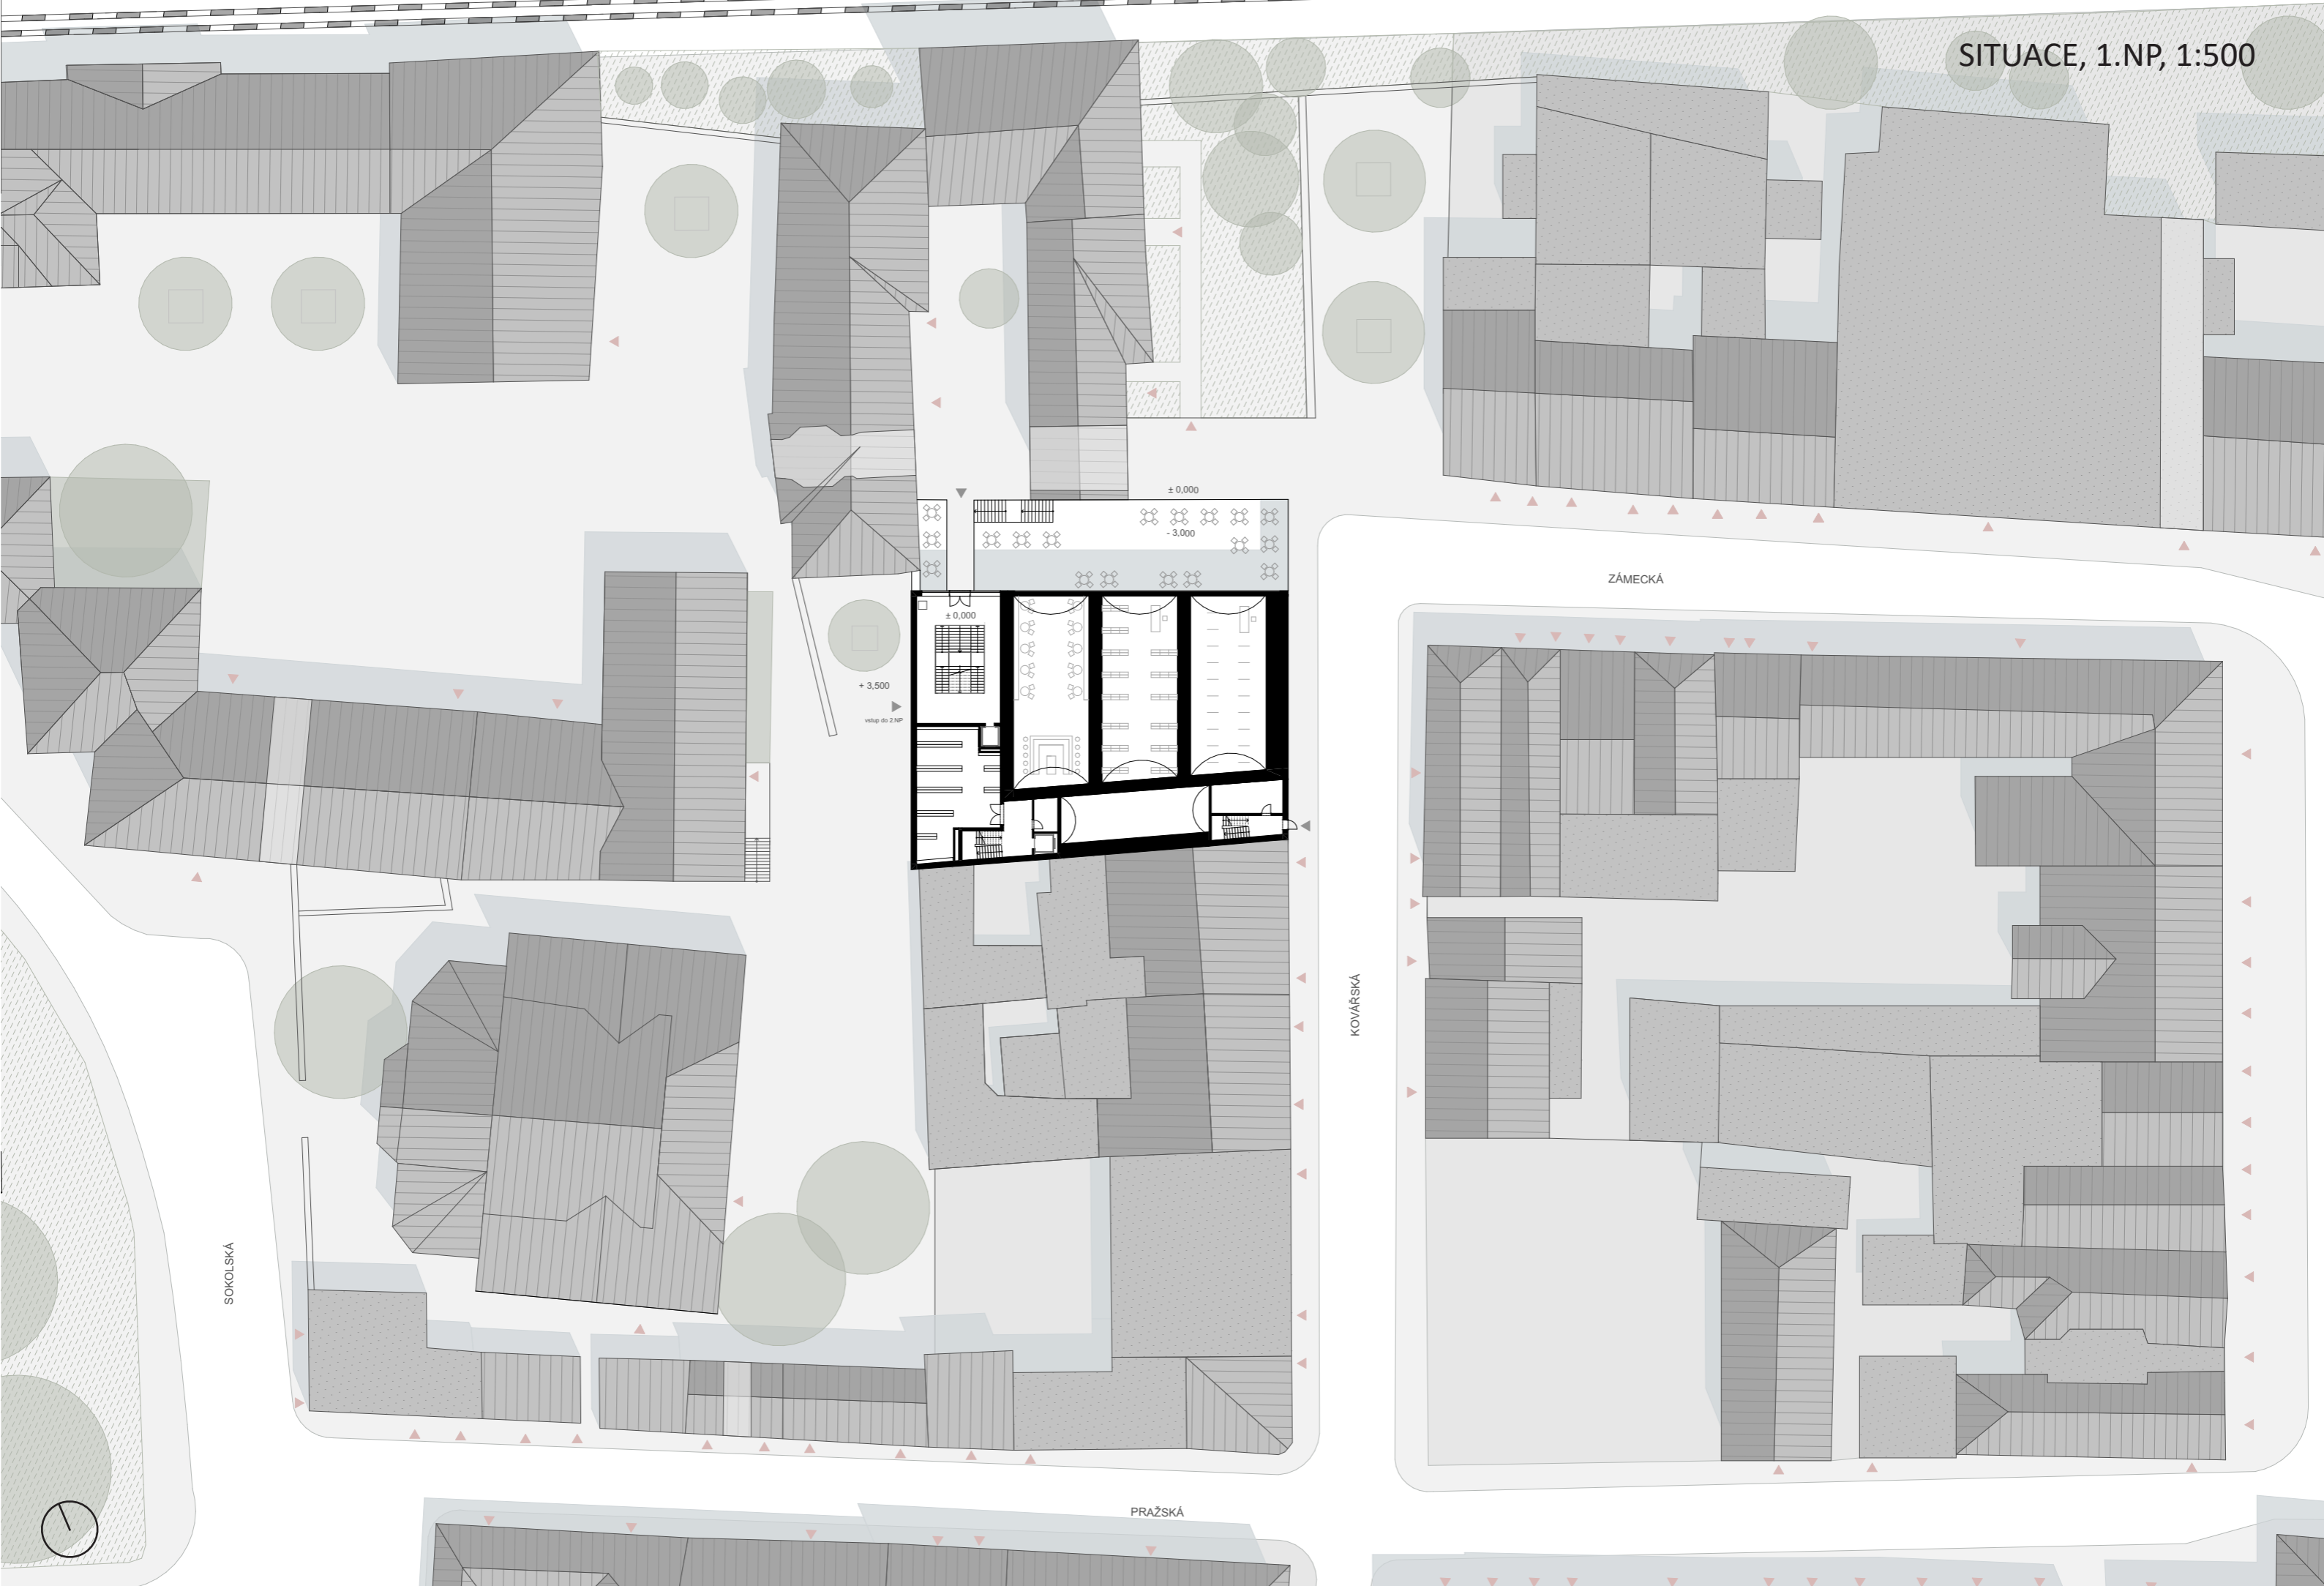 SITUACE, 1.NP, 1:500
± 0,000
- 3,000
ZÁMECKÁ
± 0,000
+ 3,500
vstup do 2.NP
KOVÁŘSKÁ
SOKOLSKÁ
PRAŽSKÁ